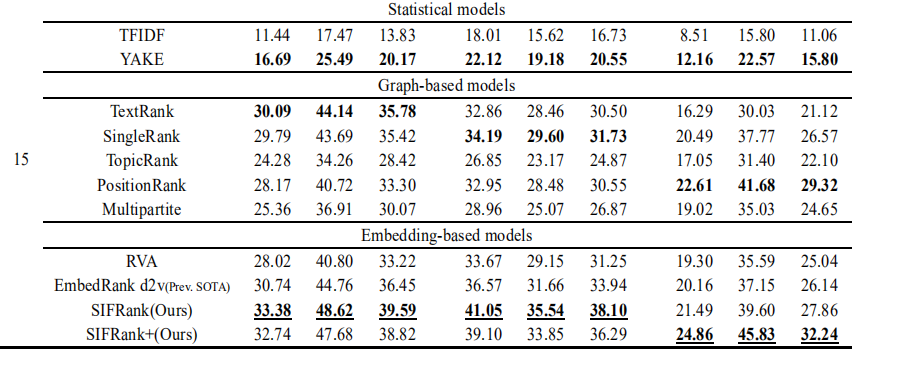 Statistical models
TFIDF 11.44 17.47 13.83 18.01 15.62 16.73 8.51 15.80 11.06
YAKE 16.69 25.49 20.17 22.12 19.18 20.55 12.16 22.57 15.80
Graph-based models
TextRank 30.09 44.14 35.78 32.86 28.46 30.50 16.29 30.03 21.12
SingleRank 29.79 43.69 35.42 34.19 29.60 31.73 20.49 37.77 26.57
15 TopicRank 24.28 34.26 28.42 26.85 23.17 24.87 17.05 31.40 22.10
PositionRank 28.17 40.72 33.30 32.95 28.48 30.55 22.61 41.68 29.32
Multipartite 25.36 36.91 30.07 28.96 25.07 26.87 19.02 35.03 24.65
Embedding-based models
RVA 28.02 40.80 33.22 33.67 29.15 31.25 19.30 35.59 25.04
EmbedRank d2v(Prev. SOTA) 30.74 44.76 36.45 36.57 31.66 33.94 20.16 37.15 26.14
SIFRank(Ours) 33.38 48.62 39.59 41.05 35.54 38.10 21.49 39.60 27.86
SIFRank+(Ours) 32.74 47.68 38.82 39.10 33.85 36.29 24.86 45.83 32.24